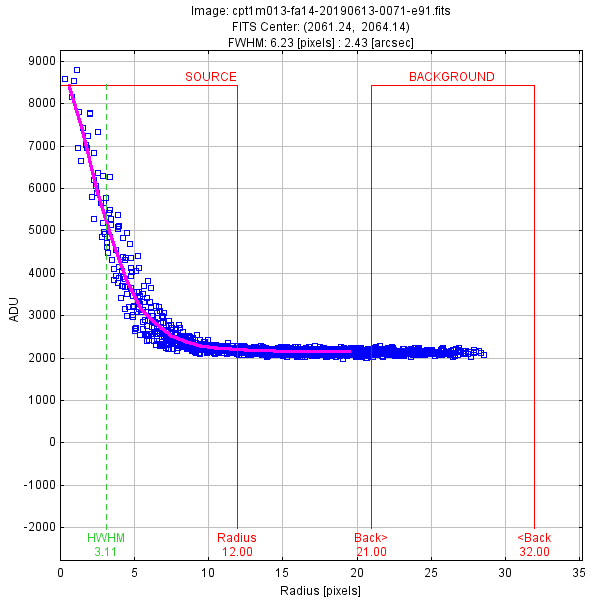 Image: cpt1m013-fa14-20190613-0071-e91.fits
FITS Center: (2061.24, 2064.14)
FWHM: 6.23 [pixels] : 2.43 [arcsec]
SOURCE BACKGROUND
9000
8000
7000
6000
5000
4000
3000
2000
1000
0
-1000
-2000
ADU
HWHM Radius Back> <Back
3.11 12.00 21.00 32.00
0 5 10 15 20 25 30 35
Radius [pixels]